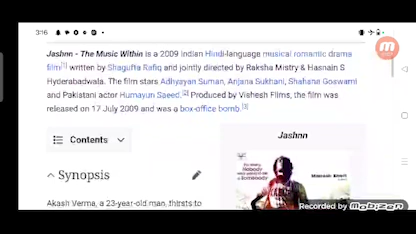 3:16
Jashnn - The Music Within is a 2009 Indian Hindi-language musical romantic drama
film[1] written by Shagufta Rafiq and jointly directed by Raksha Mistry & Hasnain S
Hyderabadwala. The film stars Adhyayan Suman, Anjana Sukhani, Shahana Goswami
and Pakistani actor Humayun Saeed.[2] Produced by Vishesh Films, the film was
released on 17 July 2009 and was a box-office bomb.[3]
Contents
Jashnn
Synopsis
Nobody
Somebody
Akash Verma, a 23-year-old man, thirsts to
Recorded by Mobizen